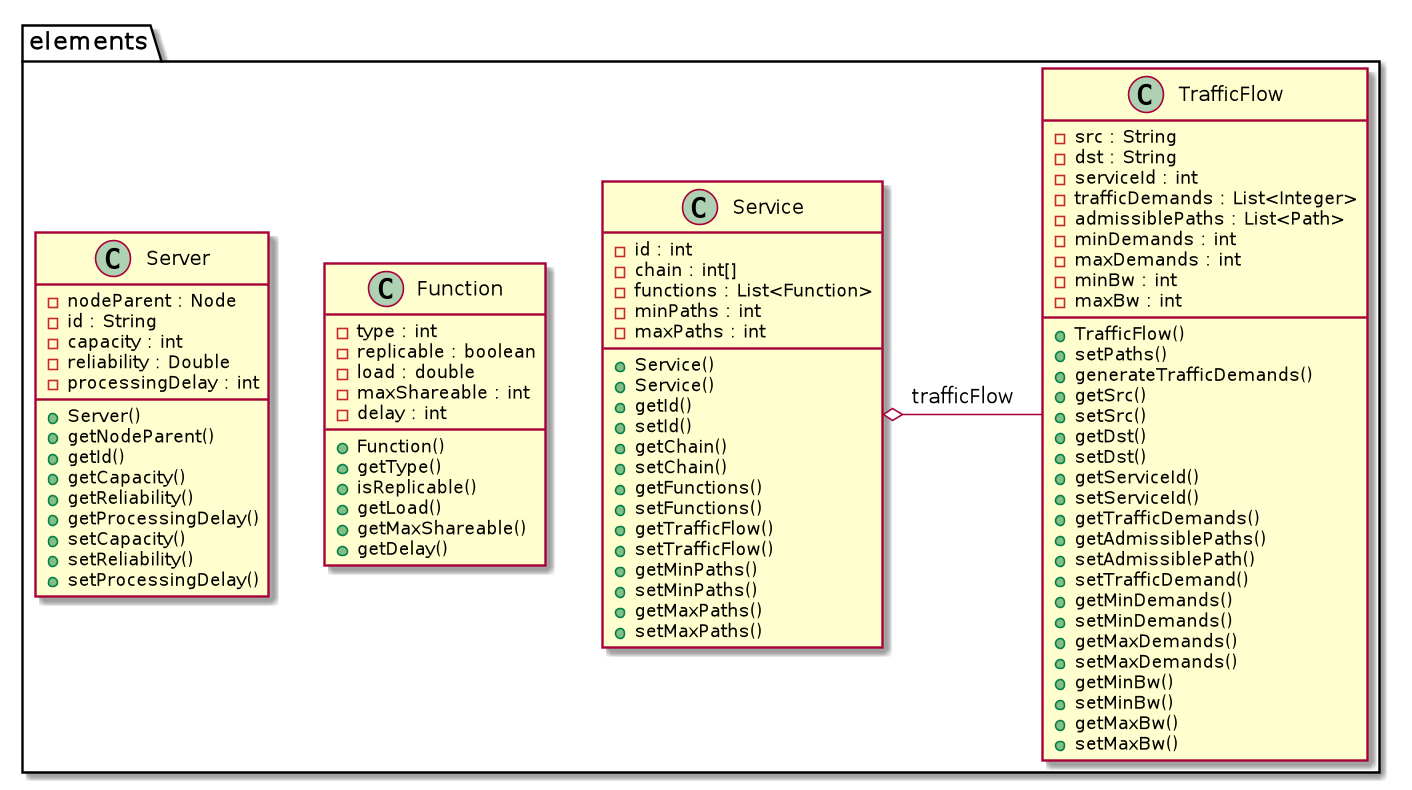 elements
C Server
nodeParent : Node
id : String
capacity : int
reliability : Double
processingDelay : int
Server()
getNodeParent()
getId()
getCapacity()
getReliability()
getProcessingDelay()
setCapacity()
setReliability()
setProcessingDelay()
C Function
type : int
replicable : boolean
load : double
maxShareable : int
delay : int
Function()
getType()
isReplicable()
getLoad()
getMaxShareable()
getDelay()
C Service
id : int
chain : int[]
functions : List<Function>
minPaths : int
maxPaths : int
Service()
Service()
getId()
setId()
getChain()
setChain()
getFunctions()
setFunctions()
getTrafficFlow()
setTrafficFlow()
getMinPaths()
setMinPaths()
getMaxPaths()
setMaxPaths()
trafficFlow
C TrafficFlow
src : String
dst : String
serviceId : int
trafficDemands : List<Integer>
admissiblePaths : List<Path>
minDemands : int
maxDemands : int
minBw : int
maxBw : int
TrafficFlow()
setPaths()
generateTrafficDemands()
getSrc()
setSrc()
getDst()
setDst()
getServiceId()
setServiceId()
getTrafficDemands()
getAdmissiblePaths()
setAdmissiblePath()
setTrafficDemand()
getMinDemands()
setMinDemands()
getMaxDemands()
setMaxDemands()
getMinBw()
setMinBw()
getMaxBw()
setMaxBw()